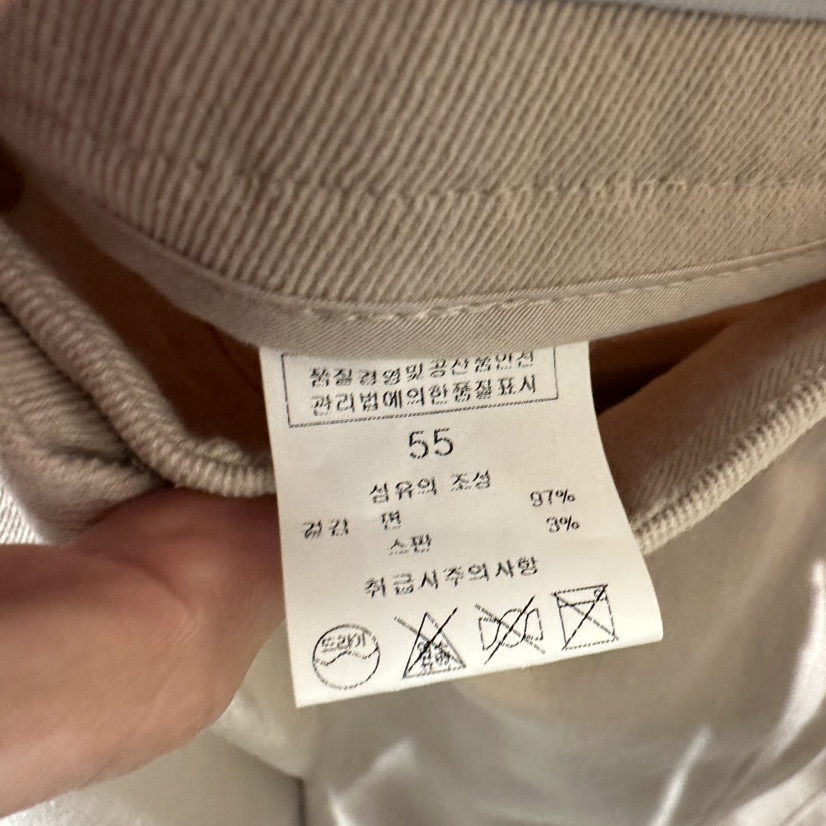 품질경영및공산품안전
관리법에의한품질표시
55
섬유의 조성
겉감 면 97%
스판 3%
취급시주의사항
드라이